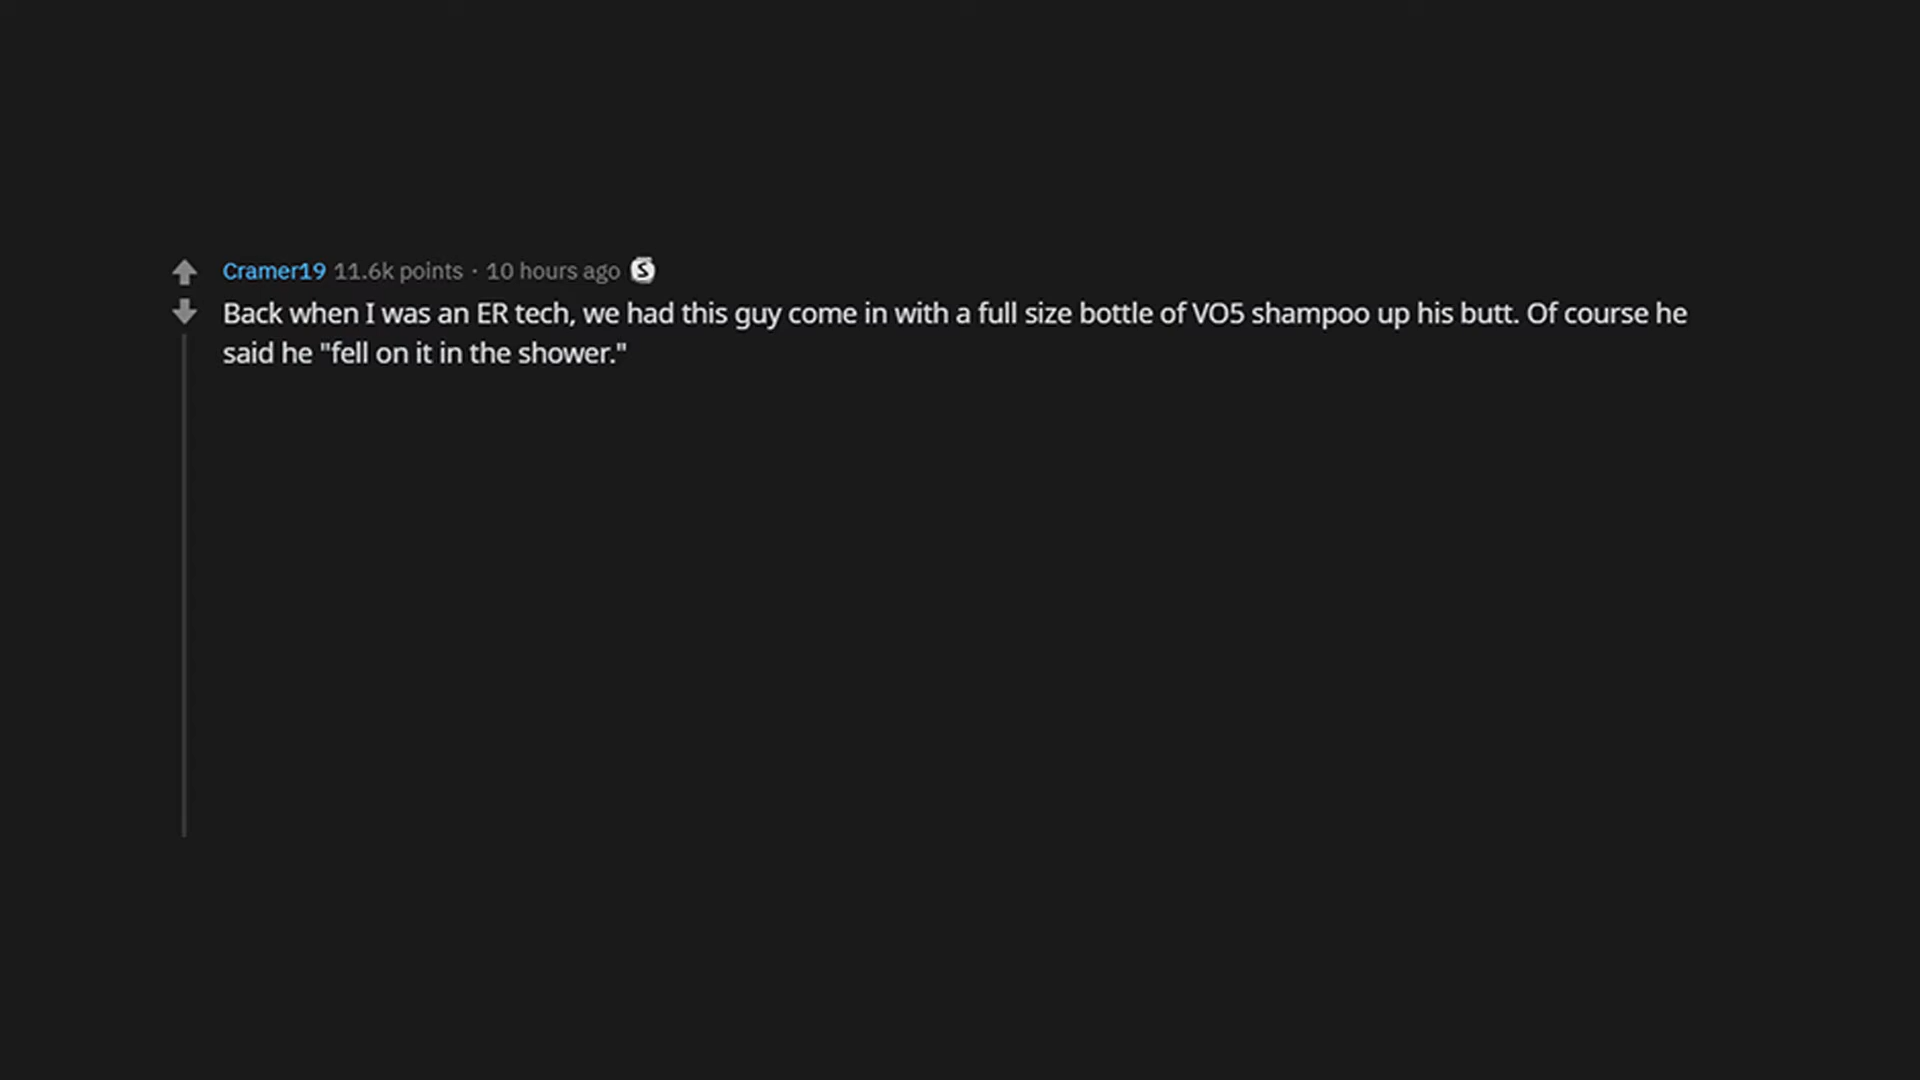 Cramer19 11.6k points · 10 hours ago S
Back when I was an ER tech, we had this guy come in with a full size bottle of VO5 shampoo up his butt. Of course he
said he "fell on it in the shower."